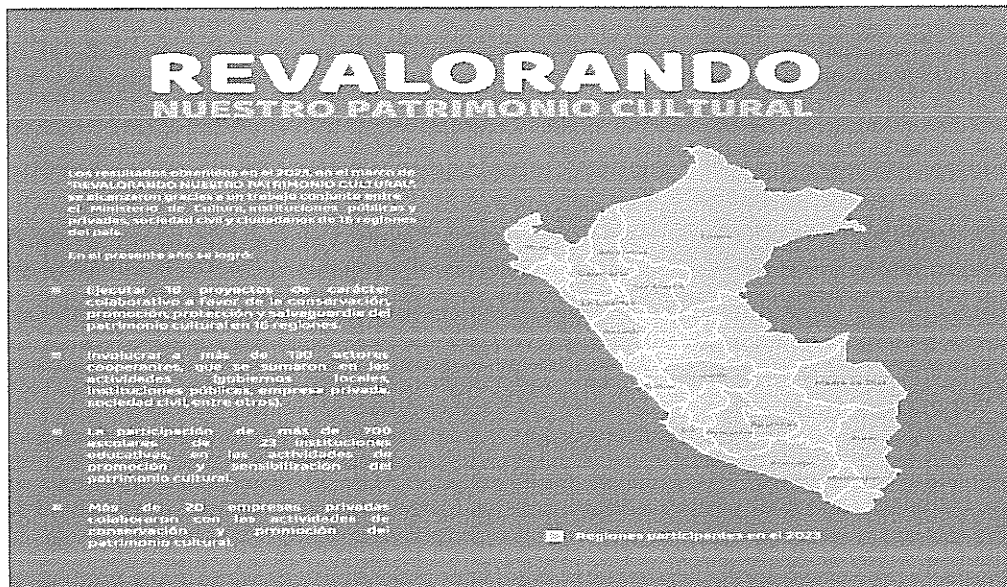 REVALORANDO
NUESTRO PATRIMONIO CULTURAL
Los resultados obtenidos en el 2023, en el marco de
"REVALORANDO NUESTRO PATRIMONIO CULTURAL"
se alcanzaron gracias a un trabajo conjunto entre
el Ministerio de Cultura, instituciones públicas y
privadas, sociedad civil y ciudadanos de 16 regiones
del país.
En el presente año se logró:
Ejecutar 18 proyectos de carácter
colaborativo a favor de la conservación,
promoción, protección y salvaguardia del
patrimonio cultural en 16 regiones.
Involucrar a más de 130 actores
cooperantes, que se sumaron en las
actividades (gobiernos locales,
instituciones públicas, empresa privada,
sociedad civil, entre otros).
La participación de más de 700
escolares de 23 instituciones
educativas, en las actividades de
promoción y sensibilización del
patrimonio cultural.
Más de 20 empresas privadas
colaboraron con las actividades de
conservación y promoción del
patrimonio cultural.
Regiones participantes en el 2023